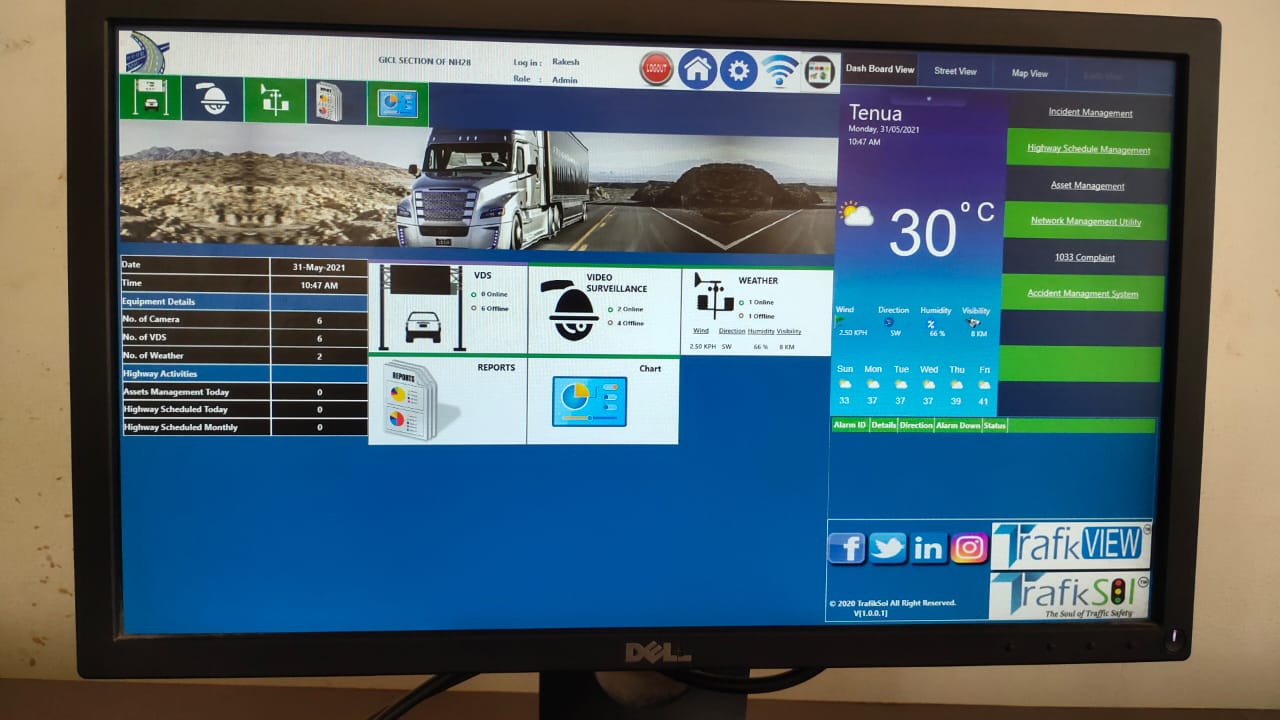 GICL SECTION OF NH28
Log in : Rakesh
Role : Admin
LOGOUT
Dash Board View
Street View
Map View
Tenua
Monday, 31/05/2021
10:47 AM
30° C
Wind Direction Humidity Visibility
2.50 KPH SW 66 % 8 KM
%
Sun Mon Tue Wed Thu Fri
33 37 37 37 39 41
Incident Management
Highway Schedule Management
Asset Management
Network Management Utility
1033 Complaint
Accident Managment System
Date 31-May-2021
Time 10:47 AM
Equipment Details
No. of Camera 6
No. of VDS 6
No. of Weather 2
Highway Activities
Assets Management Today 0
Highway Scheduled Today 0
Highway Scheduled Monthly 0
VDS
0 Online
6 Offline
VIDEO
SURVEILLANCE
2 Online
4 Offline
WEATHER
1 Online
1 Offline
Wind Direction Humidity Visibility
2.50 KPH SW 66 % 8 KM
REPORTS
REPORTS
Chart
Alarm ID Details Direction Alarm Down Status
f
in
TrafikVIEW TM
TrafikSol TM
The Soul of Traffic Safety
© 2020 TrafikSol All Right Reserved.
V[1.0.0.1]
DELL